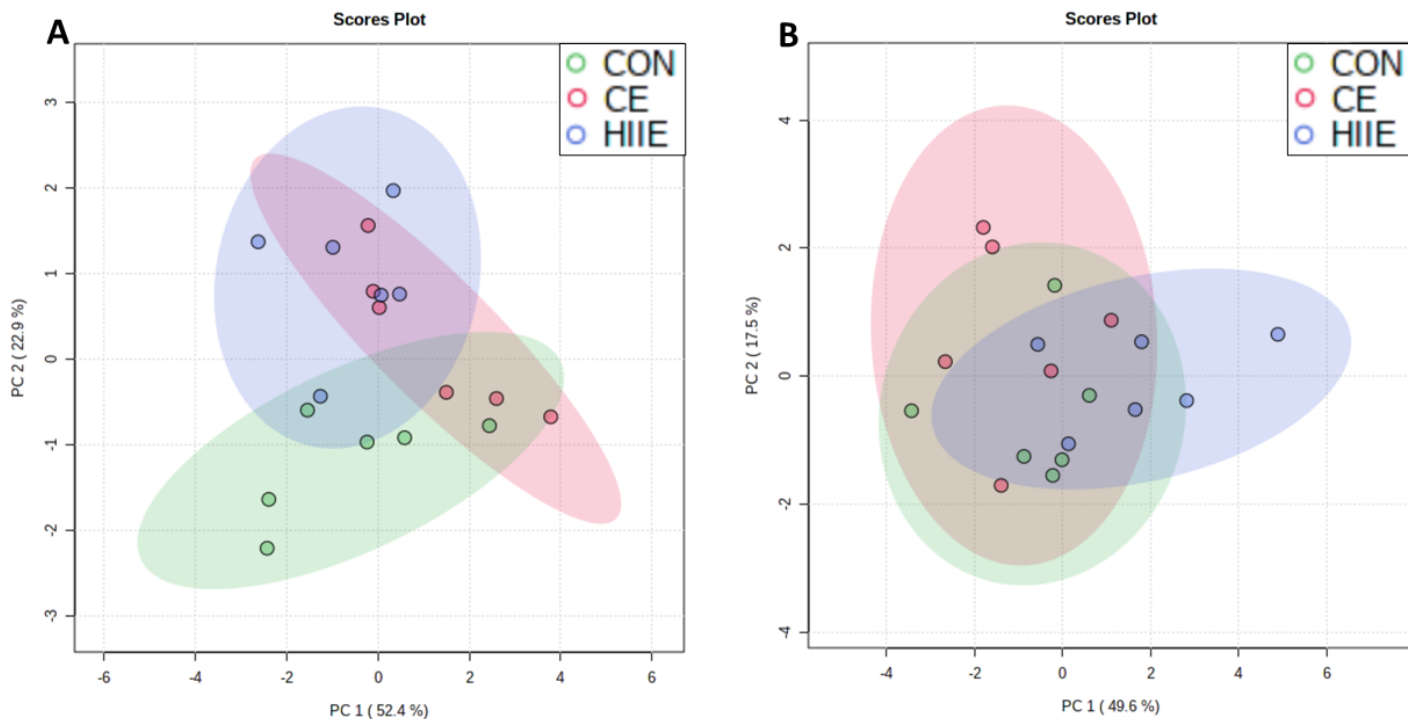 A
Scores Plot
CON
CE
HIIE
3
2
1
0
-1
-2
-3
PC 2 ( 22.9 %)
-6
-4
-2
0
2
4
6
PC 1 ( 52.4 %)
B
Scores Plot
CON
CE
HIIE
4
2
0
-2
-4
PC 2 ( 17.5 %)
-4
-2
0
2
4
6
PC 1 ( 49.6 %)